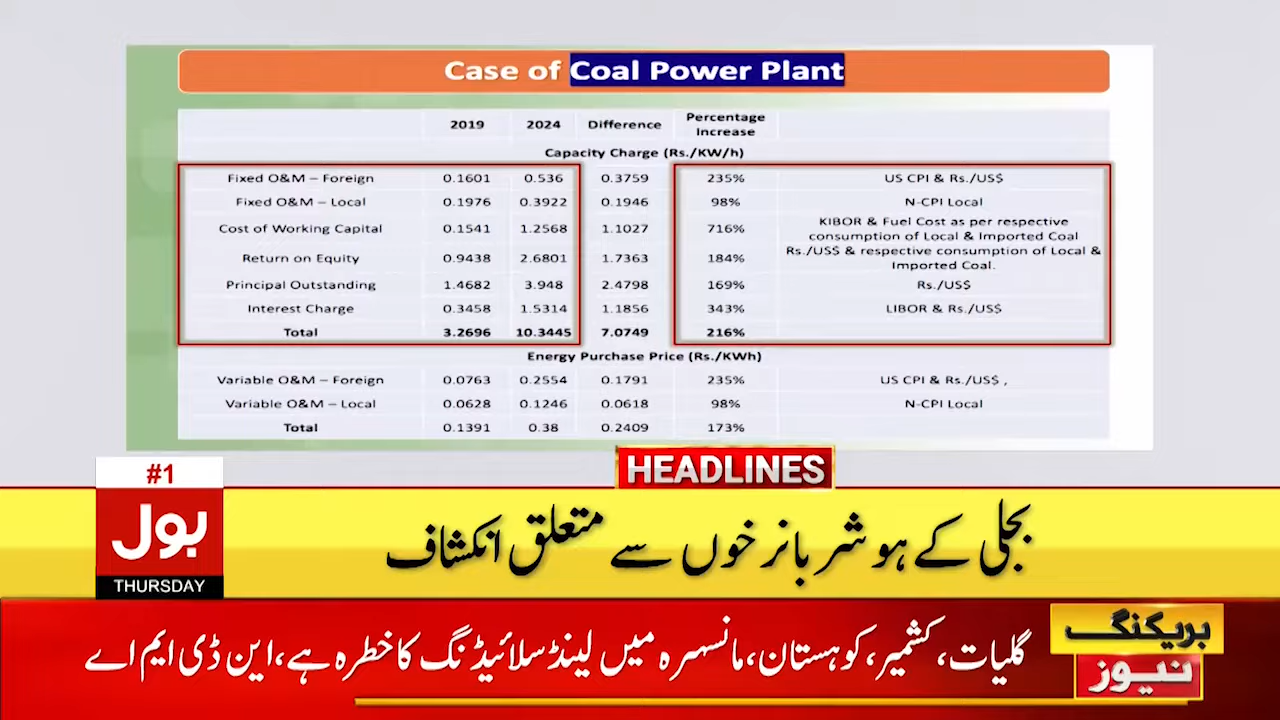 Case of Coal Power Plant
2019 2024 Difference Percentage Increase
Capacity Charge (Rs./KW/h)
Fixed O&M – Foreign 0.1601 0.536 0.3759 235% US CPI & Rs./US$
Fixed O&M – Local 0.1976 0.3922 0.1946 98% N-CPI Local
Cost of Working Capital 0.1541 1.2568 1.1027 716% KIBOR & Fuel Cost as per respective consumption of Local & Imported Coal
Return on Equity 0.9438 2.6801 1.7363 184% Rs./US$ & respective consumption of Local & Imported Coal.
Principal Outstanding 1.4682 3.948 2.4798 169% Rs./US$
Interest Charge 0.3458 1.5314 1.1856 343% LIBOR & Rs./US$
Total 3.2696 10.3445 7.0749 216%
Energy Purchase Price (Rs./KWh)
Variable O&M – Foreign 0.0763 0.2554 0.1791 235% US CPI & Rs./US$ ,
Variable O&M – Local 0.0628 0.1246 0.0618 98% N-CPI Local
Total 0.1391 0.38 0.2409 173%
HEADLINES
#1
بول
THURSDAY
بجلی کے ہوشربا نرخوں سے متعلق انکشاف
بریکنگ
نیوز
گلیات، کشمیر، کوہستان، مانسہرہ میں لینڈ سلائیڈنگ کا خطرہ ہے، این ڈی ایم اے